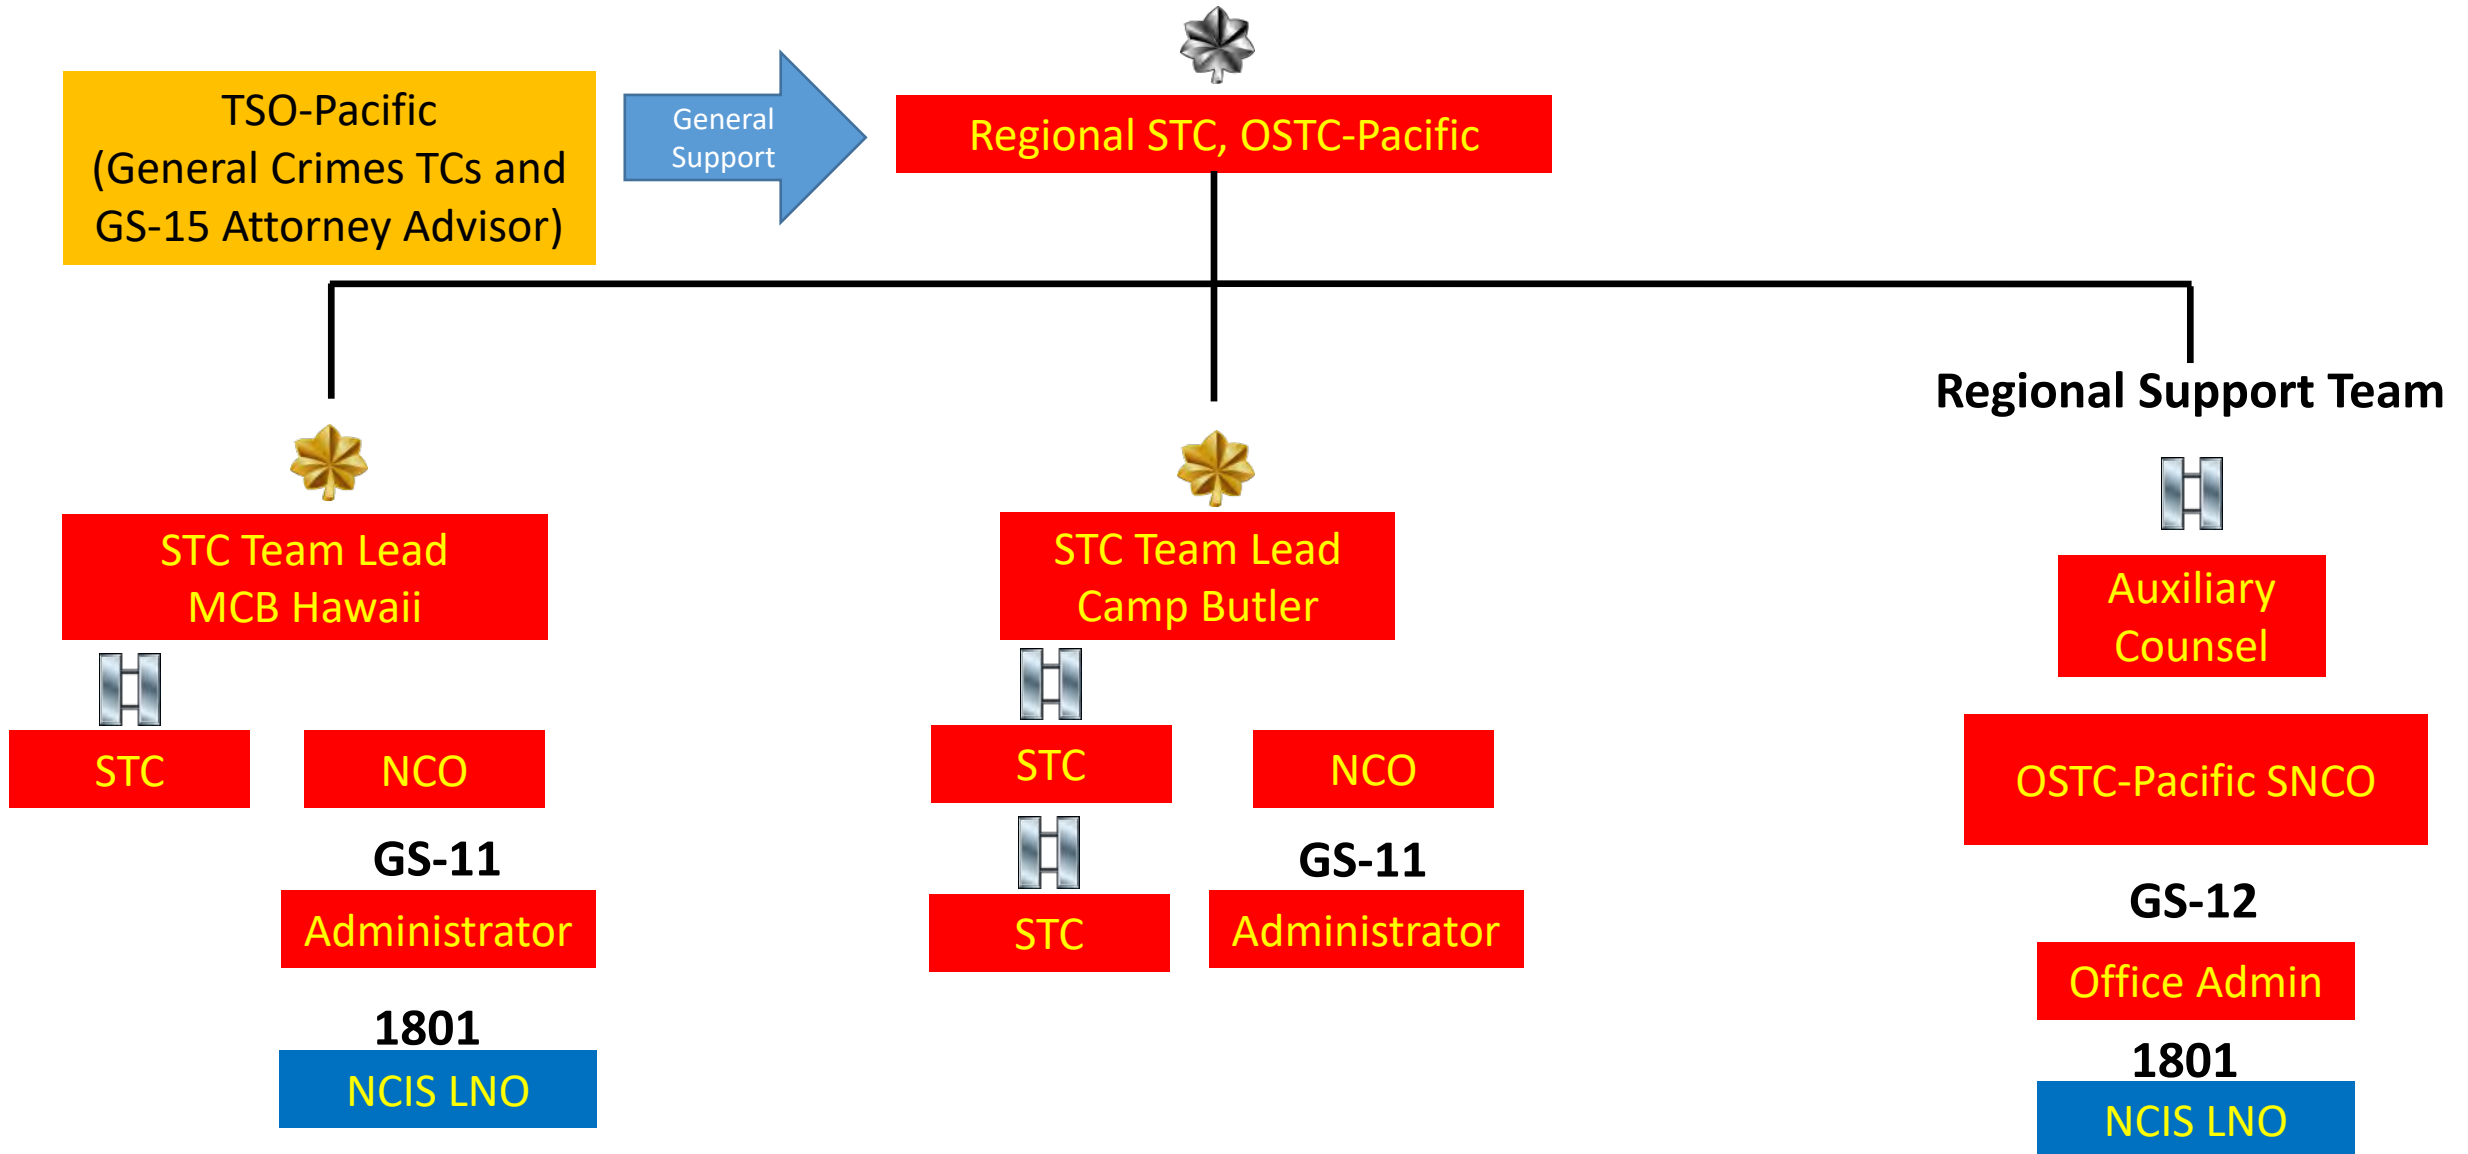 TSO-Pacific
(General Crimes TCs and
GS-15 Attorney Advisor)
General
Support
Regional STC, OSTC-Pacific
STC Team Lead
MCB Hawaii
STC
NCO
GS-11
Administrator
1801
NCIS LNO
STC Team Lead
Camp Butler
STC
NCO
STC
GS-11
Administrator
Regional Support Team
Auxiliary
Counsel
OSTC-Pacific SNCO
GS-12
Office Admin
1801
NCIS LNO